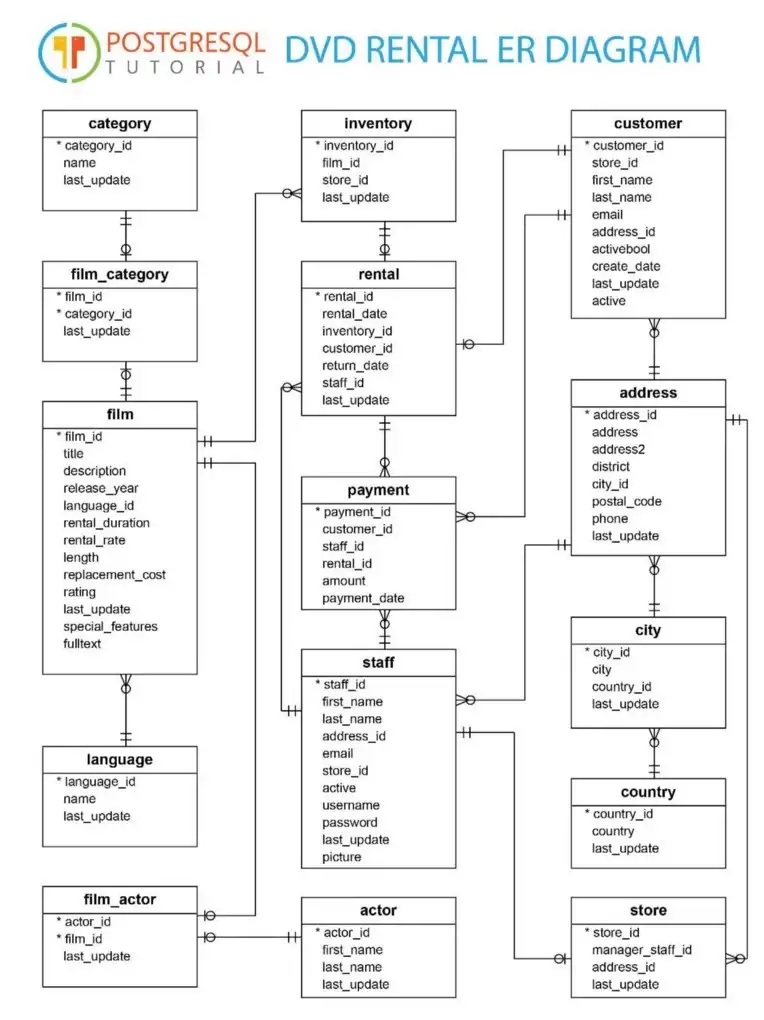 POSTGRESQL
TUTORIAL
DVD RENTAL ER DIAGRAM
category
* category_id
name
last_update
film_category
* film_id
* category_id
last_update
film
* film_id
title
description
release_year
language_id
rental_duration
rental_rate
length
replacement_cost
rating
last_update
special_features
fulltext
language
* language_id
name
last_update
film_actor
* actor_id
* film_id
last_update
inventory
* inventory_id
film_id
store_id
last_update
rental
* rental_id
rental_date
inventory_id
customer_id
return_date
staff_id
last_update
payment
* payment_id
customer_id
staff_id
rental_id
amount
payment_date
staff
* staff_id
first_name
last_name
address_id
email
store_id
active
username
password
last_update
picture
actor
* actor_id
first_name
last_name
last_update
customer
* customer_id
store_id
first_name
last_name
email
address_id
activebool
create_date
last_update
active
address
* address_id
address
address2
district
city_id
postal_code
phone
last_update
city
* city_id
city
country_id
last_update
country
* country_id
country
last_update
store
* store_id
manager_staff_id
address_id
last_update